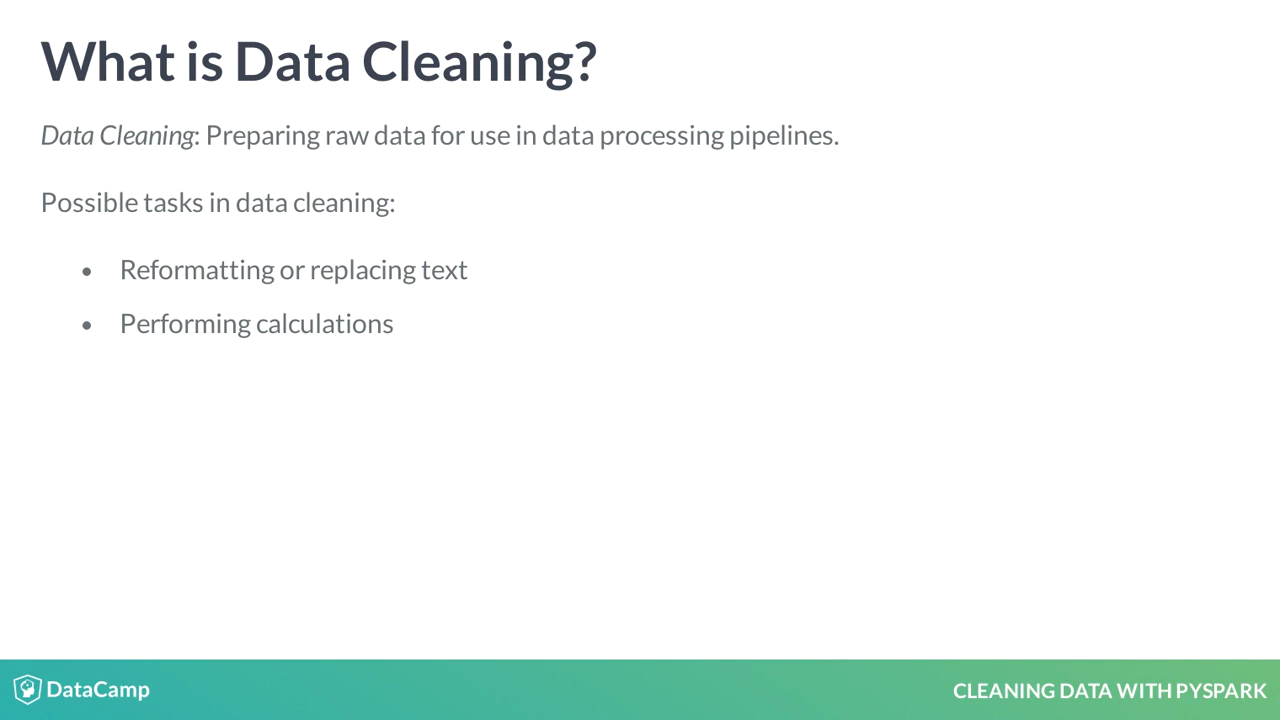 What is Data Cleaning?
Data Cleaning: Preparing raw data for use in data processing pipelines.
Possible tasks in data cleaning:
• Reformatting or replacing text
• Performing calculations
DataCamp
CLEANING DATA WITH PYSPARK